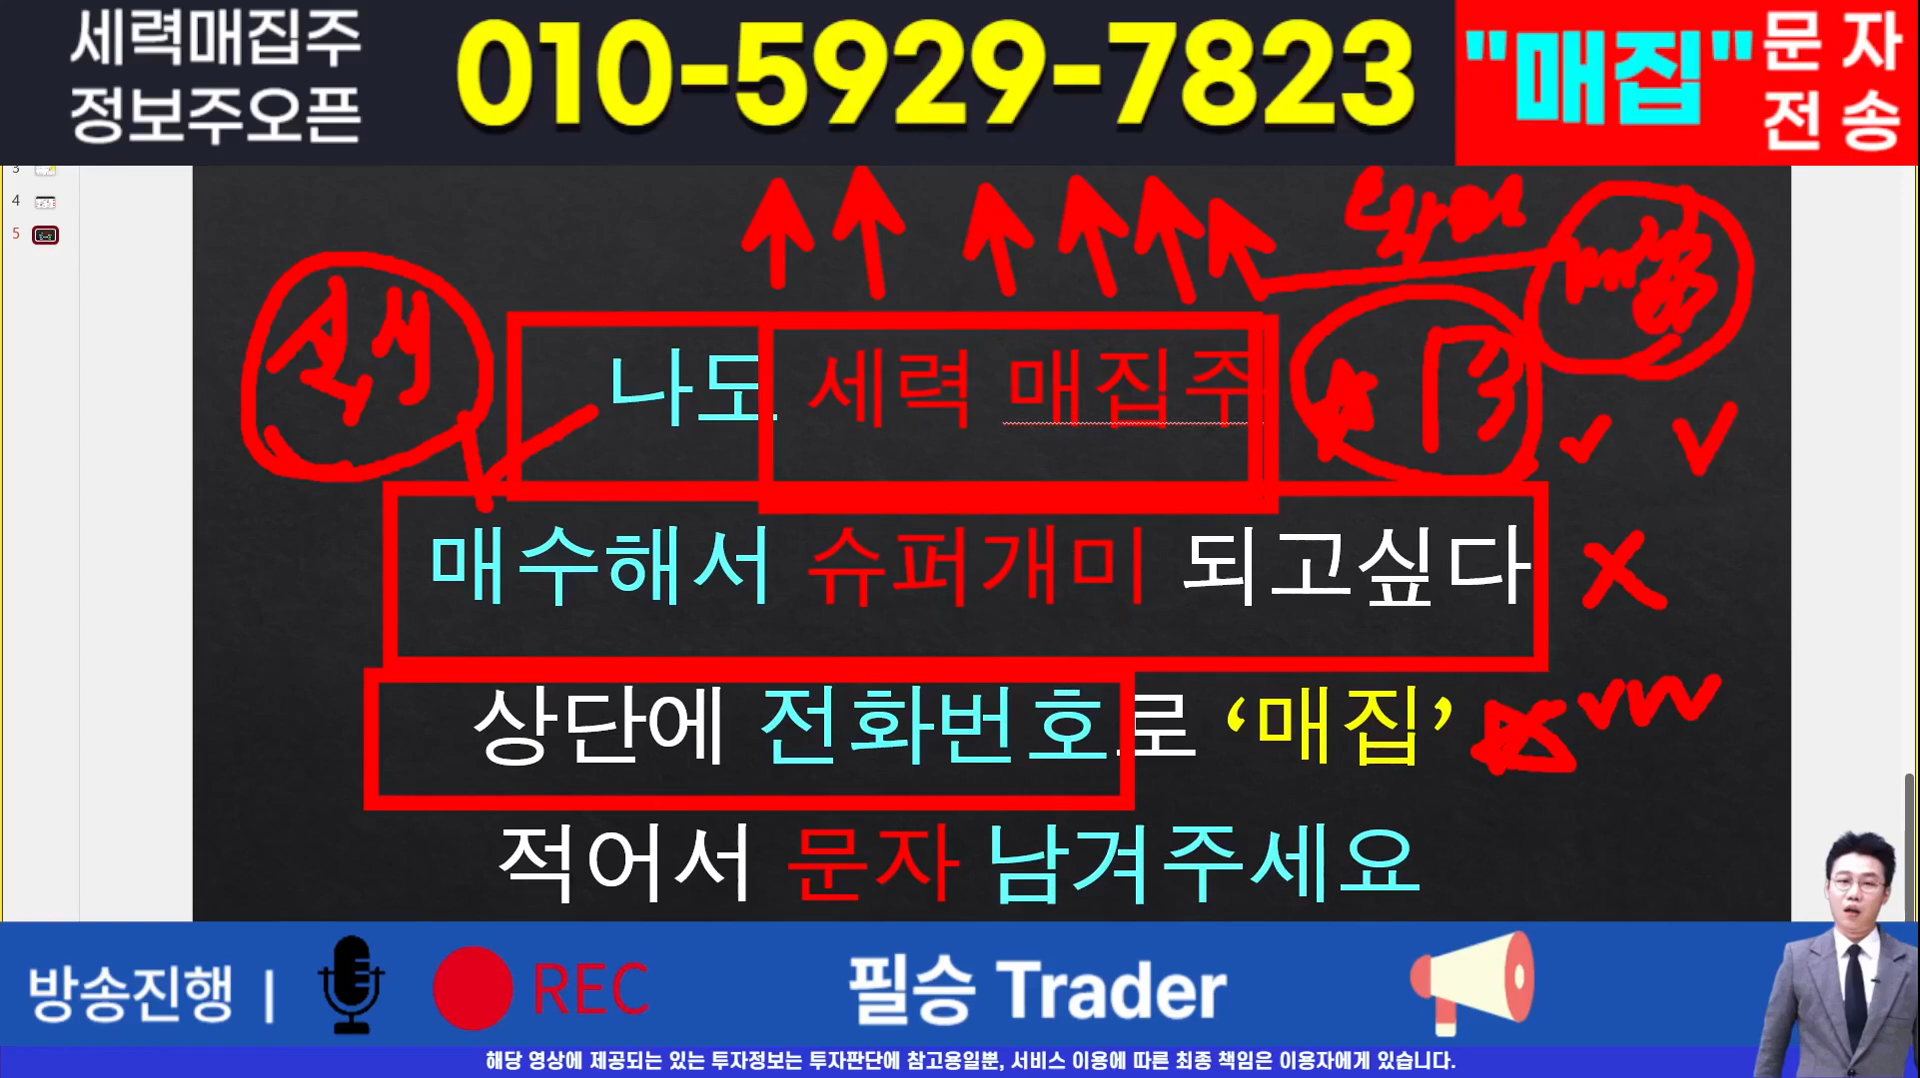 세력매집주
정보주오픈
010-5929-7823
"매집"
문자
전송
3
4
5
나도 세력 매집주
매수해서 슈퍼개미 되고싶다
상단에 전화번호로 ‘매집’
적어서 문자 남겨주세요
방송진행 |
REC
필승 Trader
해당 영상에 제공되는 있는 투자정보는 투자판단에 참고용일뿐, 서비스 이용에 따른 최종 책임은 이용자에게 있습니다.